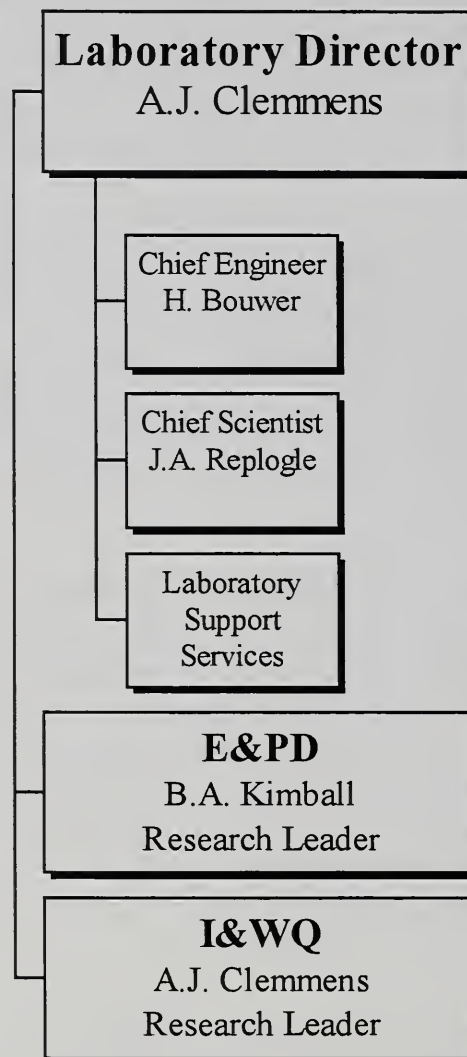 Laboratory Director
A.J. Clemmens
Chief Engineer
H. Bouwer
Chief Scientist
J.A. Replogle
Laboratory
Support
Services
E&PD
B.A. Kimball
Research Leader
I&WQ
A.J. Clemmens
Research Leader